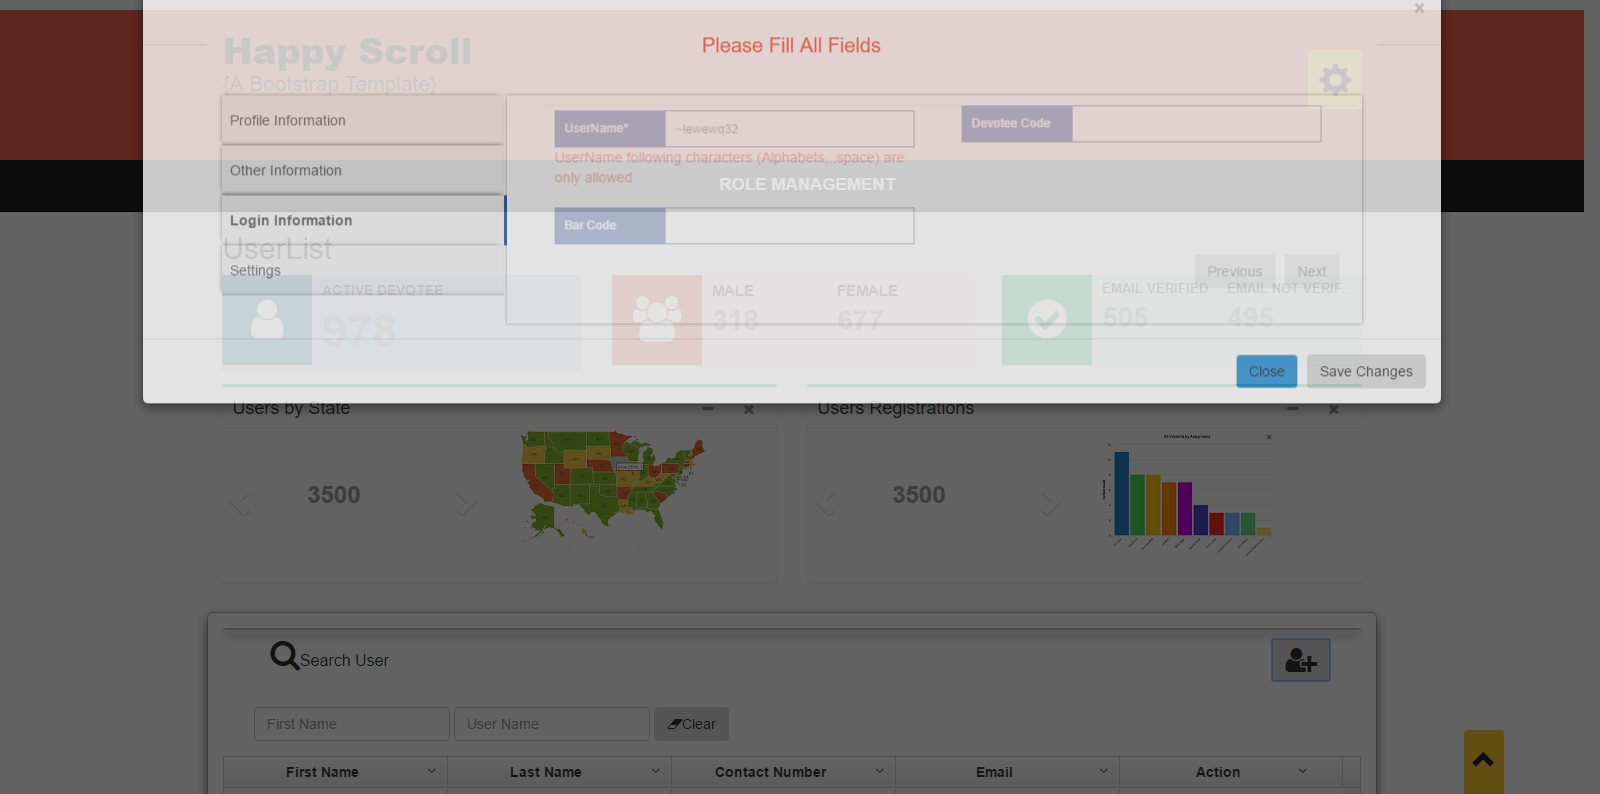 ×
Please Fill All Fields
Happy Scroll
{A Bootstrap Template}
Profile Information
Other Information
Login Information
Settings
UserName* ~!ewewq32
Devotee Code
UserName following characters (Alphabets,.,space) are
only allowed
ROLE MANAGEMENT
Bar Code
UserList
Previous Next
ACTIVE DEVOTEE
978
MALE FEMALE
318 677
EMAIL VERIFIED EMAIL NOT VERIF...
505 495
Close Save Changes
Users by State
Users Registrations
3500
3500
Search User
First Name User Name Clear
First Name Last Name Contact Number Email Action